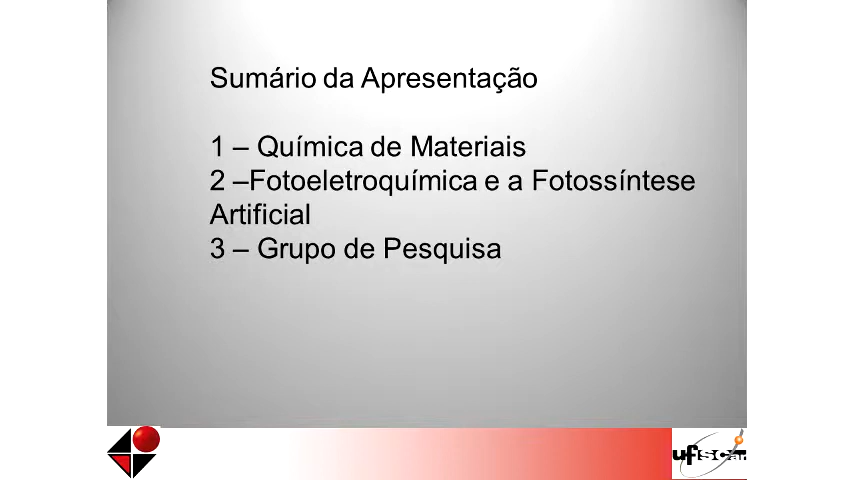 Sumário da Apresentação
1 – Química de Materiais
2 –Fotoeletroquímica e a Fotossíntese
Artificial
3 – Grupo de Pesquisa
ufscar